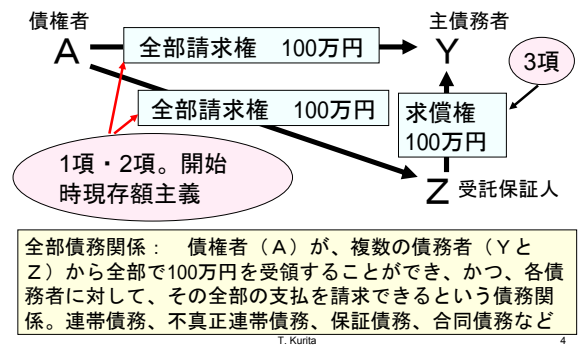 債権者
A
全部請求権　100万円
主債務者
Y
3項
全部請求権　100万円
求償権
100万円
1項・2項。開始
時現存額主義
Z 受託保証人
全部債務関係：　債権者（A）が、複数の債務者（Yと
Z）から全部で100万円を受領することができ、かつ、各債
務者に対して、その全部の支払を請求できるという債務関
係。連帯債務、不真正連帯債務、保証債務、合同債務など
T. Kurita
4